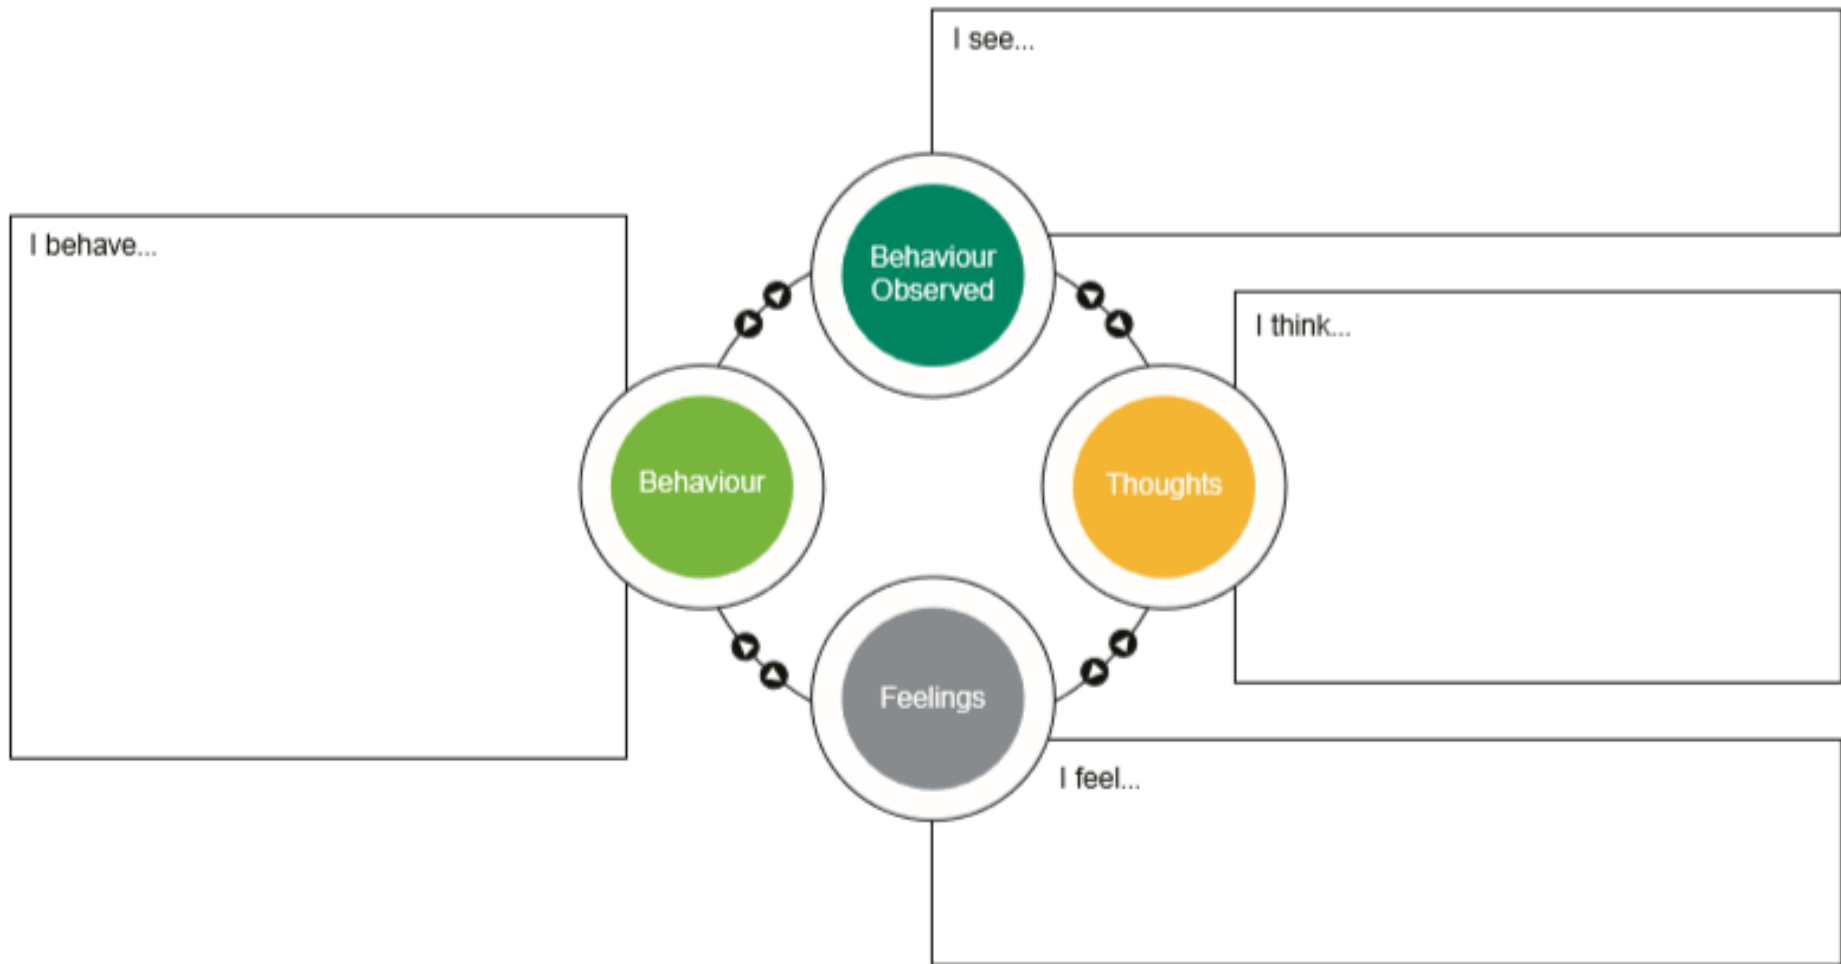 I see...
Behaviour
Observed
I behave...
I think...
Behaviour
Thoughts
Feelings
I feel...